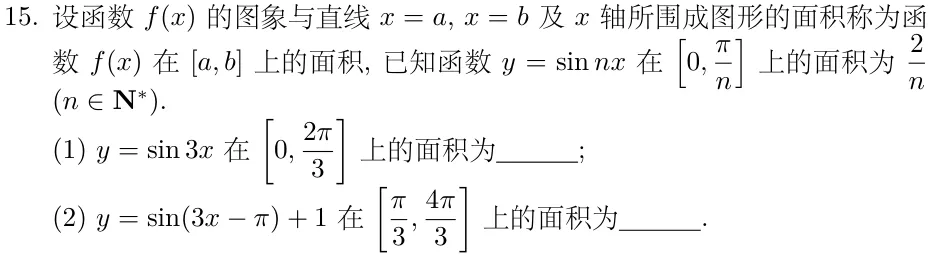 15. 设函数 f(x) 的图象与直线 x = a, x = b 及 x 轴所围成图形的面积称为函
数 f(x) 在 [a, b] 上的面积, 已知函数 y = sin nx 在 [0, π/n] 上的面积为 2/n
(n ∈ N*).
(1) y = sin 3x 在 [0, 2π/3] 上的面积为______;
(2) y = sin(3x − π) + 1 在 [π/3, 4π/3] 上的面积为______.